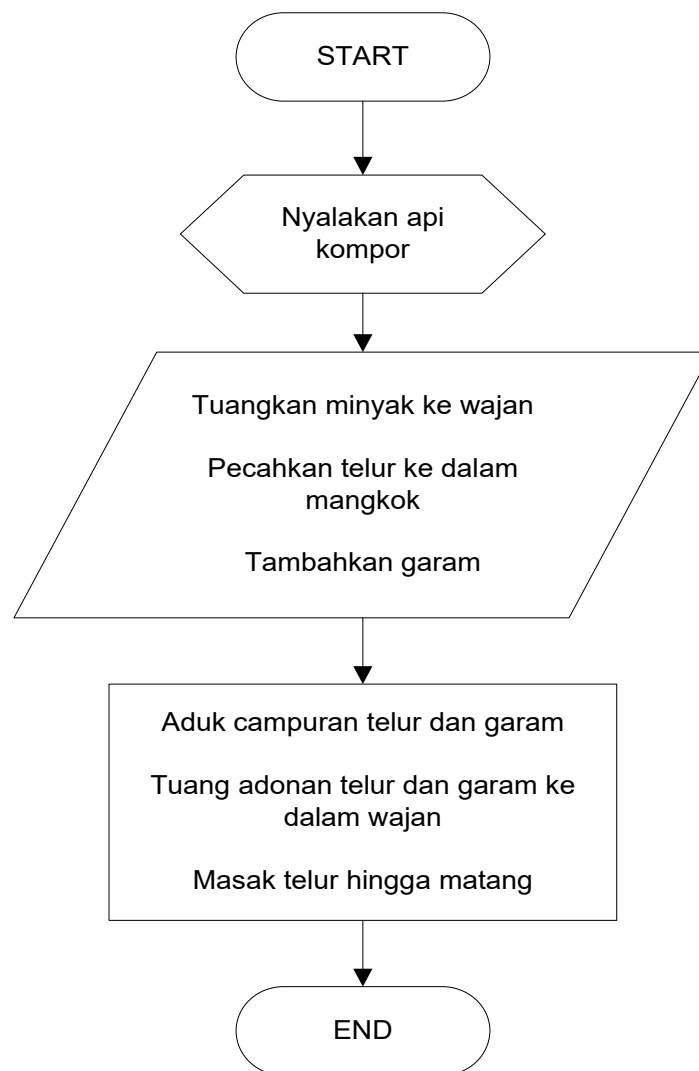 START
Nyalakan api
kompor
Tuangkan minyak ke wajan
Pecahkan telur ke dalam
mangkok
Tambahkan garam
Aduk campuran telur dan garam
Tuang adonan telur dan garam ke
dalam wajan
Masak telur hingga matang
END